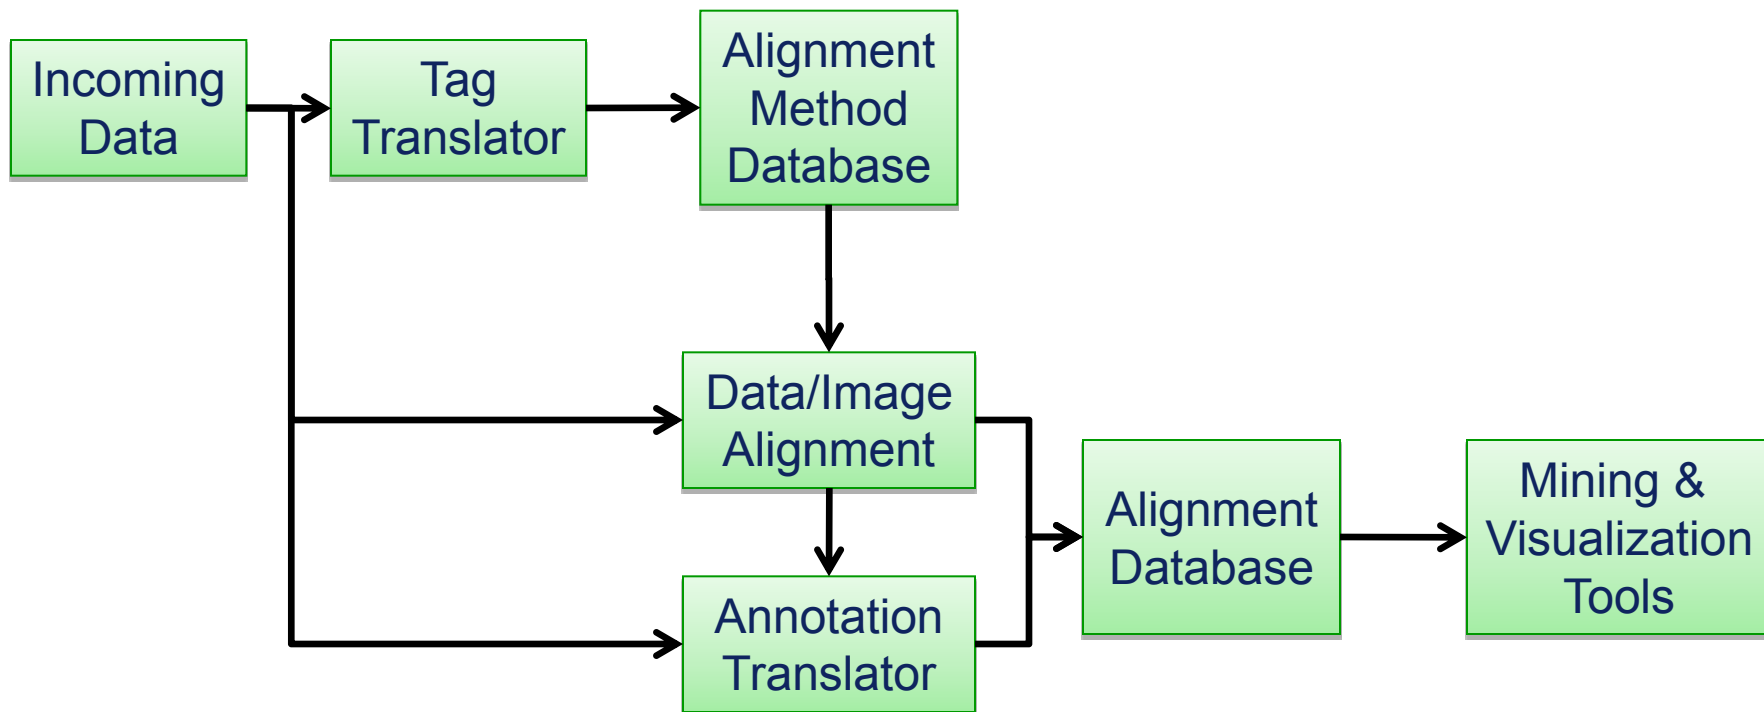 Incoming
Data
Tag
Translator
Alignment
Method
Database
Data/Image
Alignment
Annotation
Translator
Alignment
Database
Mining &
Visualization
Tools